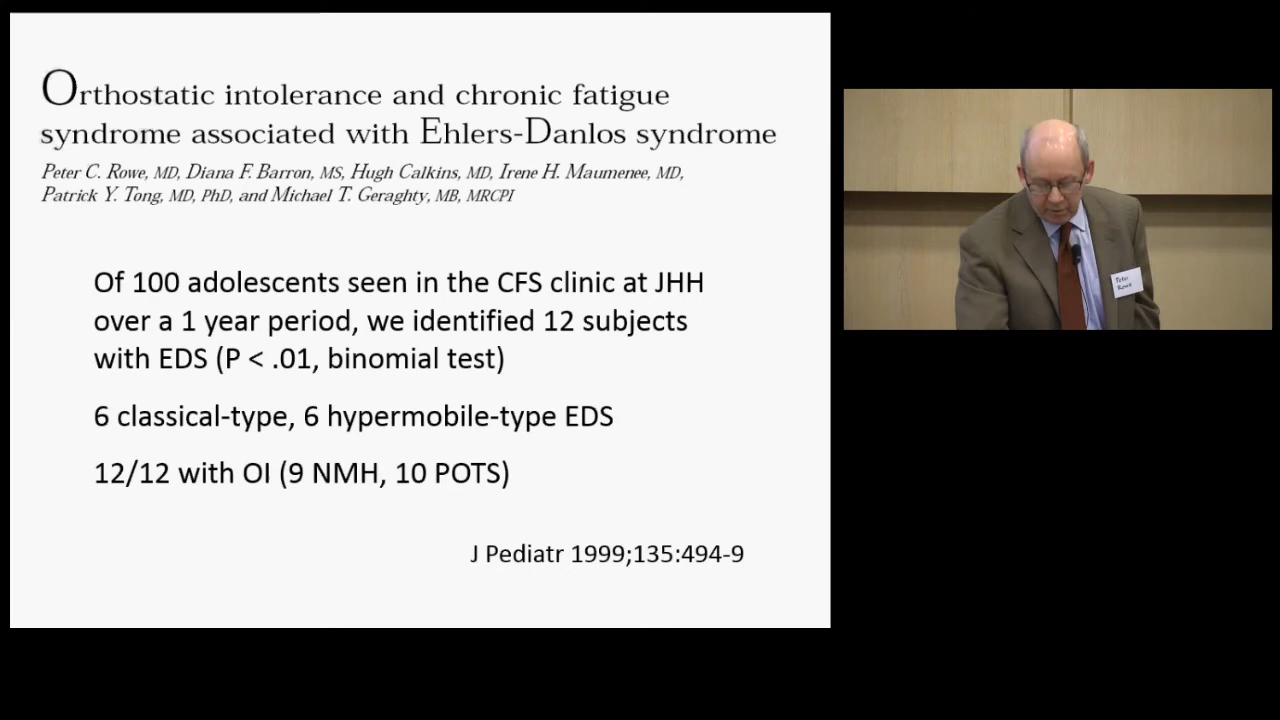 Orthostatic intolerance and chronic fatigue
syndrome associated with Ehlers-Danlos syndrome
Peter C. Rowe, MD, Diana F. Barron, MS, Hugh Calkins, MD, Irene H. Maumenee, MD,
Patrick Y. Tong, MD, PhD, and Michael T. Geraghty, MB, MRCPI
Of 100 adolescents seen in the CFS clinic at JHH
over a 1 year period, we identified 12 subjects
with EDS (P < .01, binomial test)
6 classical-type, 6 hypermobile-type EDS
12/12 with OI (9 NMH, 10 POTS)
J Pediatr 1999;135:494-9
Peter
Rowe